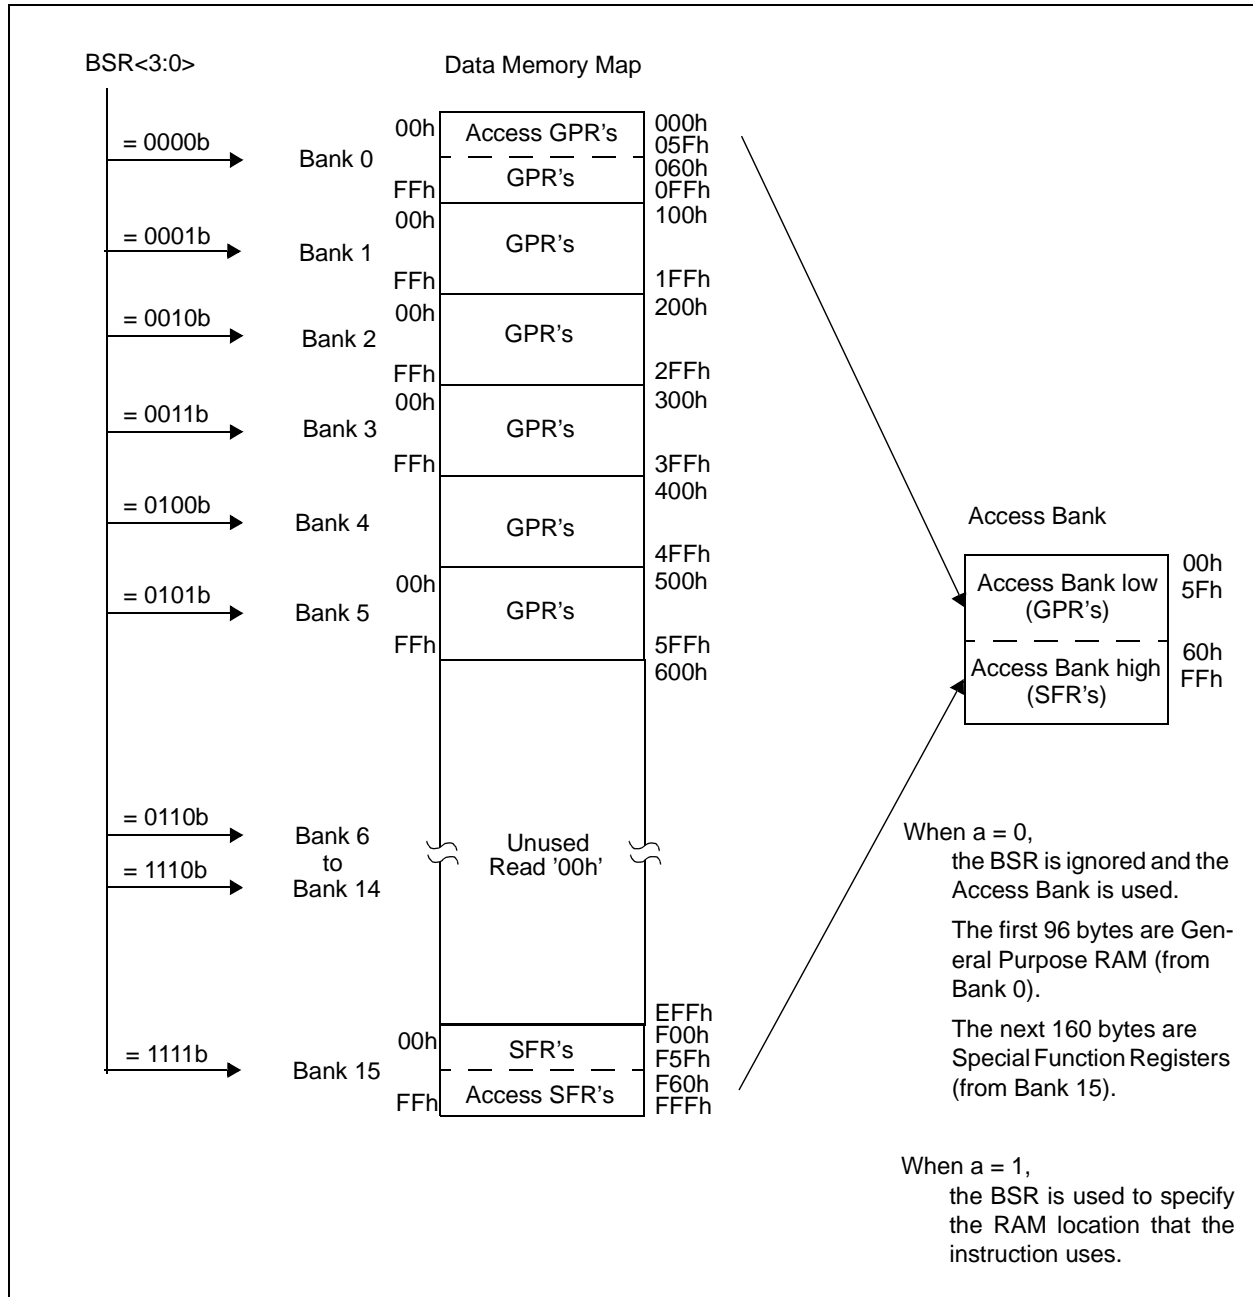 BSR<3:0>
Data Memory Map
= 0000b
Bank 0
00h
Access GPR's
000h
05Fh
GPR's
060h
FFh
0FFh
= 0001b
Bank 1
00h
GPR's
100h
FFh
1FFh
= 0010b
Bank 2
00h
GPR's
200h
FFh
2FFh
= 0011b
Bank 3
00h
GPR's
300h
FFh
3FFh
= 0100b
Bank 4
GPR's
400h
4FFh
= 0101b
Bank 5
00h
GPR's
500h
FFh
5FFh
600h
= 0110b
= 1110b
Bank 6
to
Bank 14
Unused
Read '00h'
EFFh
= 1111b
Bank 15
00h
SFR's
F00h
F5Fh
FFh
Access SFR's
F60h
FFFh
Access Bank
Access Bank low
(GPR's)
00h
5Fh
Access Bank high
(SFR's)
60h
FFh
When a = 0,
the BSR is ignored and the
Access Bank is used.
The first 96 bytes are Gen-
eral Purpose RAM (from
Bank 0).
The next 160 bytes are
Special Function Registers
(from Bank 15).
When a = 1,
the BSR is used to specify
the RAM location that the
instruction uses.